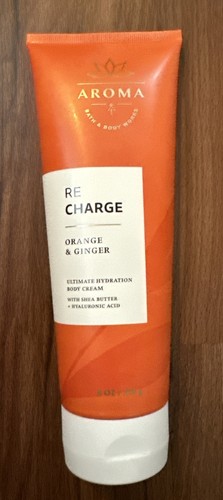 AROMA
BATH & BODY WORKS
RE
CHARGE
ORANGE
& GINGER
ULTIMATE HYDRATION
BODY CREAM
WITH SHEA BUTTER
+ HYALURONIC ACID